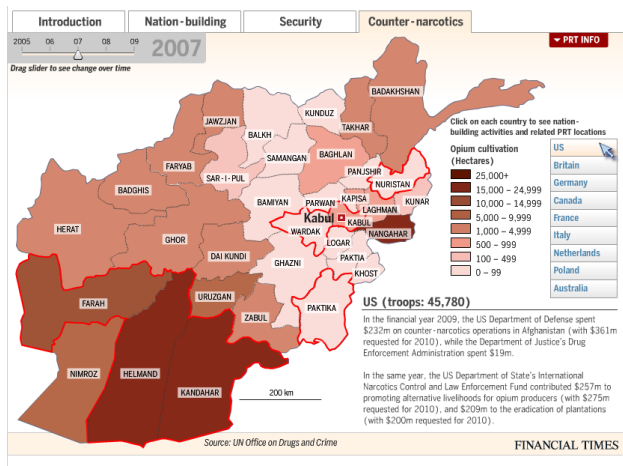 Introduction
Nation-building
Security
Counter-narcotics
2005 06 07 08 09
2007
Drag slider to see change over time
PRT INFO
BADAKHSHAN
KUNDUZ
JAWZJAN
TAKHAR
BALKH
Click on each country to see nation-
building activities and related PRT locations
Opium cultivation
(Hectares)
25,000+
15,000 – 24,999
10,000 – 14,999
5,000 – 9,999
1,000 – 4,999
500 – 999
100 – 499
0 – 99
US
Britain
Germany
Canada
France
Italy
Netherlands
Poland
Australia
SAMANGAN
BAGHLAN
FARYAB
SAR-I-PUL
PANJSHIR
NURISTAN
BADGHIS
BAMIYAN
PARWAN
KAPISA
KUNAR
LAGHMAN
Kabul
KABUL
HERAT
WARDAK
NANGAHAR
GHOR
LOGAR
DAI KUNDI
PAKTIA
GHAZNI
KHOST
URUZGAN
FARAH
PAKTIKA
ZABUL
NIMROZ
HELMAND
KANDAHAR
200 km
US (troops: 45,780)
In the financial year 2009, the US Department of Defense spent
$232m on counter-narcotics operations in Afghanistan (with $361m
requested for 2010), while the Department of Justice's Drug
Enforcement Administration spent $19m.
In the same year, the US Department of State's International
Narcotics Control and Law Enforcement Fund contributed $257m to
promoting alternative livelihoods for opium producers (with $275m
requested for 2010), and $209m to the eradication of plantations
(with $200m requested for 2010).
Source: UN Office on Drugs and Crime
FINANCIAL TIMES